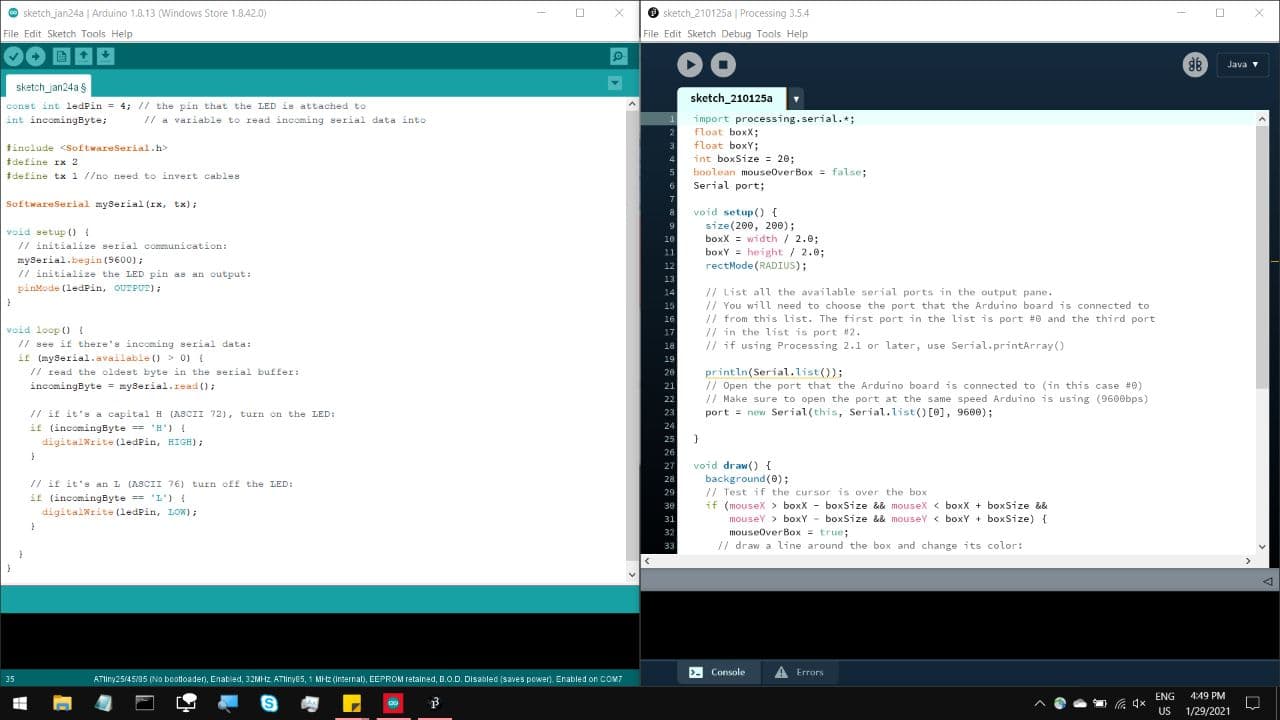 sketch_jan24a | Arduino 1.8.13 (Windows Store 1.8.42.0)
File Edit Sketch Tools Help
sketch_jan24a §
const int ledPin = 4; // the pin that the LED is attached to
int incomingByte;      // a variable to read incoming serial data into

#include <SoftwareSerial.h>
#define rx 2
#define tx 1 //no need to invert cables

SoftwareSerial mySerial(rx, tx);

void setup() {
  // initialize serial communication:
  mySerial.begin(9600);
  // initialize the LED pin as an output:
  pinMode(ledPin, OUTPUT);
}

void loop() {
  // see if there's incoming serial data:
  if (mySerial.available() > 0) {
    // read the oldest byte in the serial buffer:
    incomingByte = mySerial.read();

    // if it's a capital H (ASCII 72), turn on the LED:
    if (incomingByte == 'H') {
      digitalWrite(ledPin, HIGH);
    }

    // if it's an L (ASCII 76) turn off the LED:
    if (incomingByte == 'L') {
      digitalWrite(ledPin, LOW);
    }

  }
}
35
ATtiny25/45/85 (No bootloader), Enabled, 32MHz, ATtiny85, 1 MHz (internal), EEPROM retained, B.O.D. Disabled (saves power), Enabled on COM7
sketch_210125a | Processing 3.5.4
File Edit Sketch Debug Tools Help
Java ▼
sketch_210125a ▼
1 import processing.serial.*;
2 float boxX;
3 float boxY;
4 int boxSize = 20;
5 boolean mouseOverBox = false;
6 Serial port;
7
8 void setup() {
9   size(200, 200);
10   boxX = width / 2.0;
11   boxY = height / 2.0;
12   rectMode(RADIUS);
13
14   // List all the available serial ports in the output pane.
15   // You will need to choose the port that the Arduino board is connected to
16   // from this list. The first port in the list is port #0 and the third port
17   // in the list is port #2.
18   // if using Processing 2.1 or later, use Serial.printArray()
19
20   println(Serial.list());
21   // Open the port that the Arduino board is connected to (in this case #0)
22   // Make sure to open the port at the same speed Arduino is using (9600bps)
23   port = new Serial(this, Serial.list()[0], 9600);
24
25 }
26
27 void draw() {
28   background(0);
29   // Test if the cursor is over the box
30   if (mouseX > boxX - boxSize && mouseX < boxX + boxSize &&
31       mouseY > boxY - boxSize && mouseY < boxY + boxSize) {
32       mouseOverBox = true;
33     // draw a line around the box and change its color:
Console
Errors
ENG
US
4:49 PM
1/29/2021